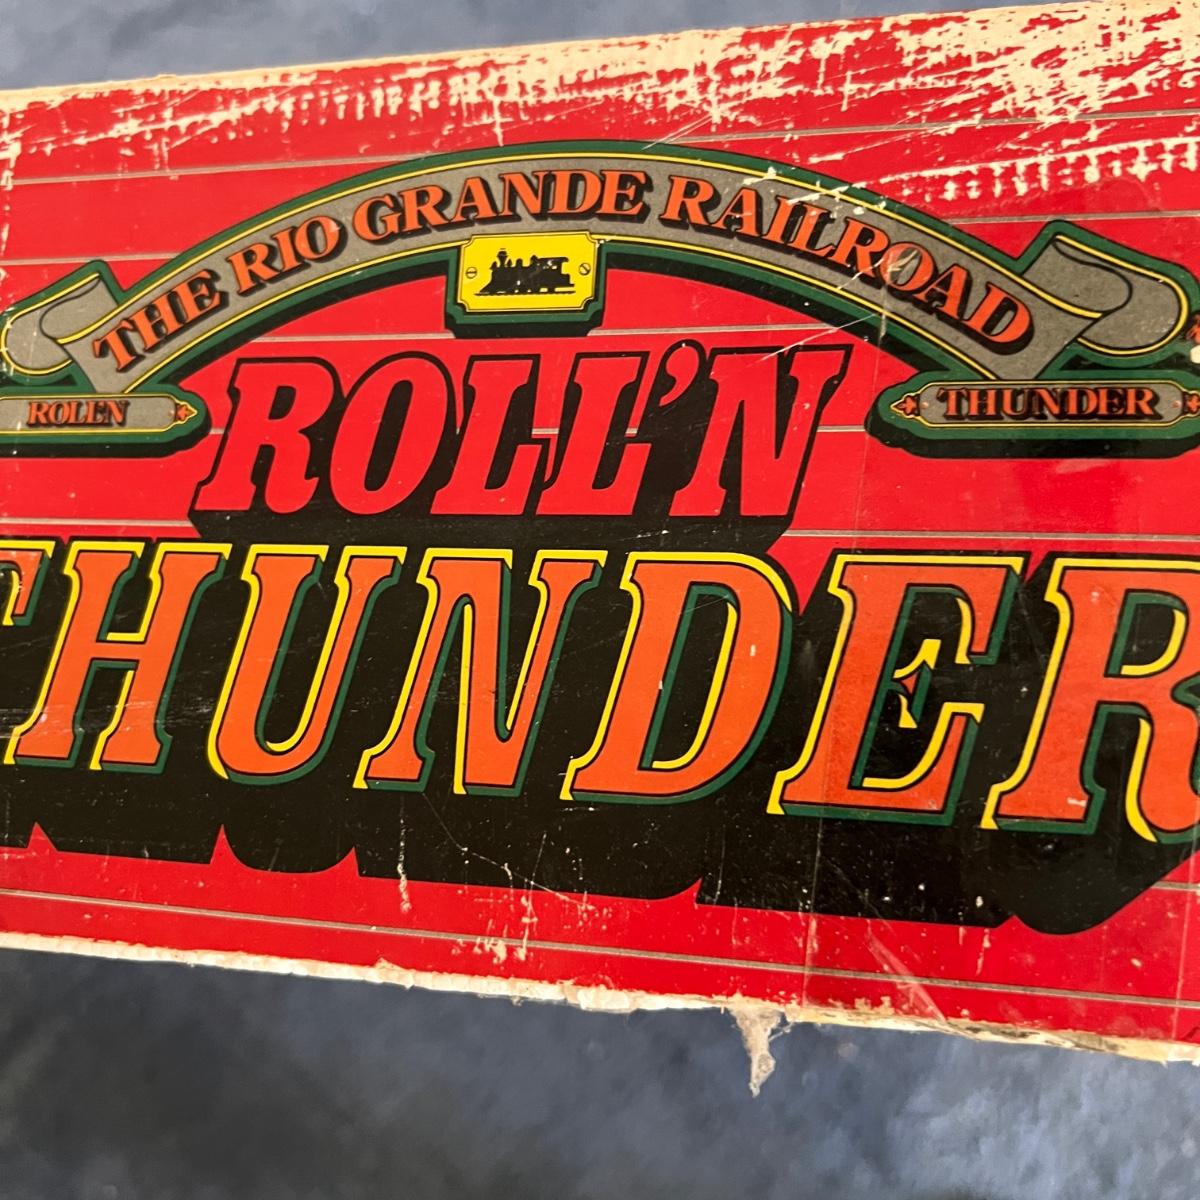 THE RIO GRANDE RAILROAD
ROLL'N
ROLL'N
THUNDER
THUNDER